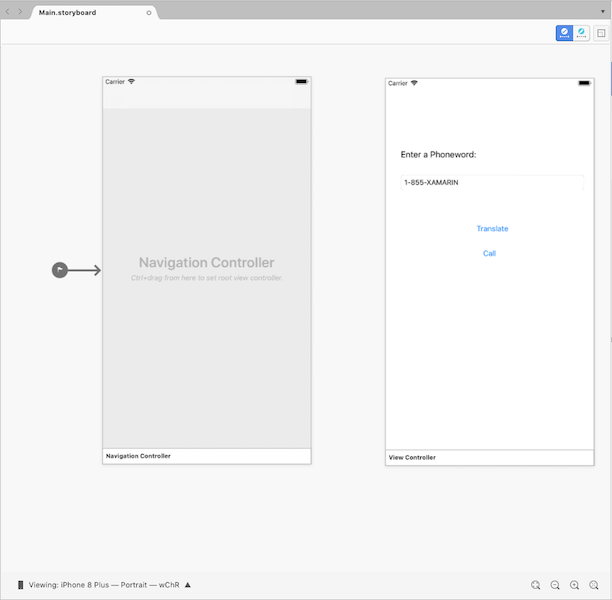 Main.storyboard
Carrier
Navigation Controller
Ctrl+drag from here to set root view controller
Navigation Controller
Carrier
Enter a Phoneword:
1-855-XAMARIN
Translate
Call
View Controller
Viewing: iPhone 8 Plus — Portrait — wChR